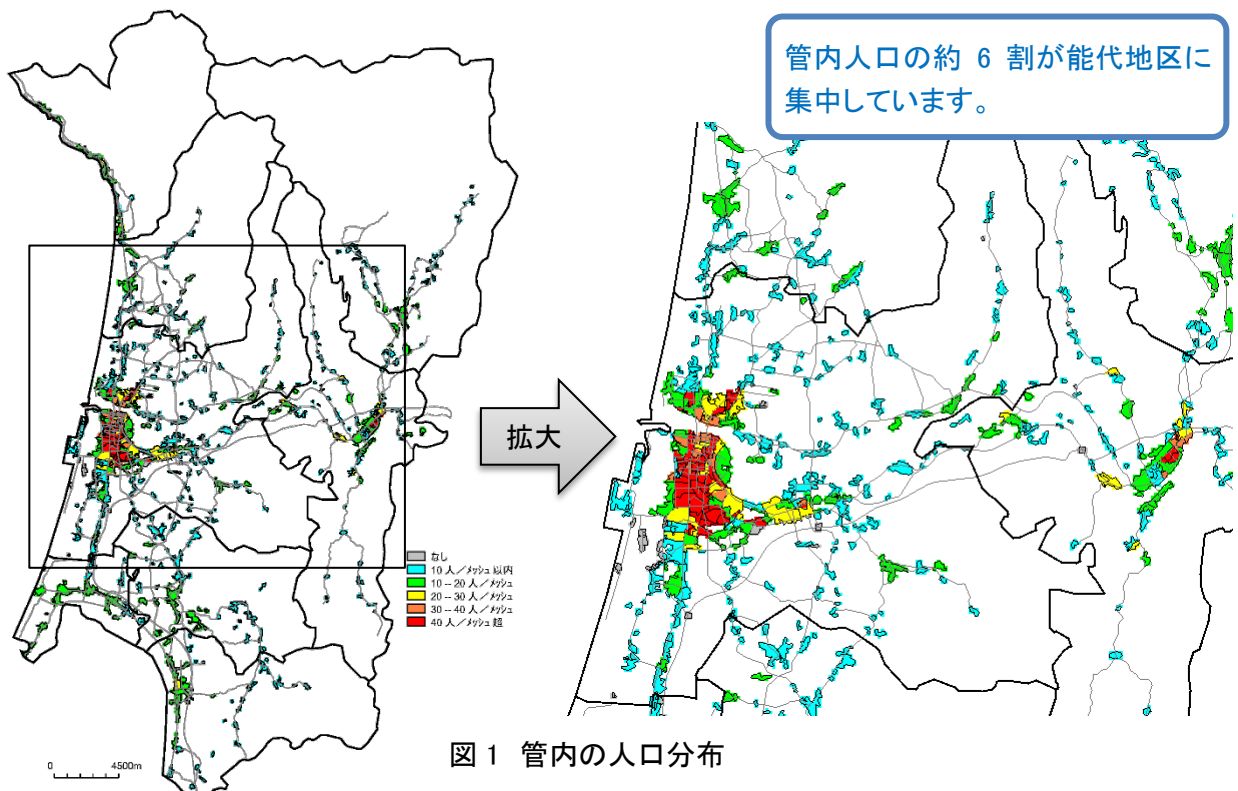 管内人口の約 6 割が能代地区に
集中しています。
拡大
なし
10 人／メッシュ以内
10 -- 20 人／メッシュ
20 -- 30 人／メッシュ
30 -- 40 人／メッシュ
40 人／メッシュ超
0 4500m
図 1 管内の人口分布